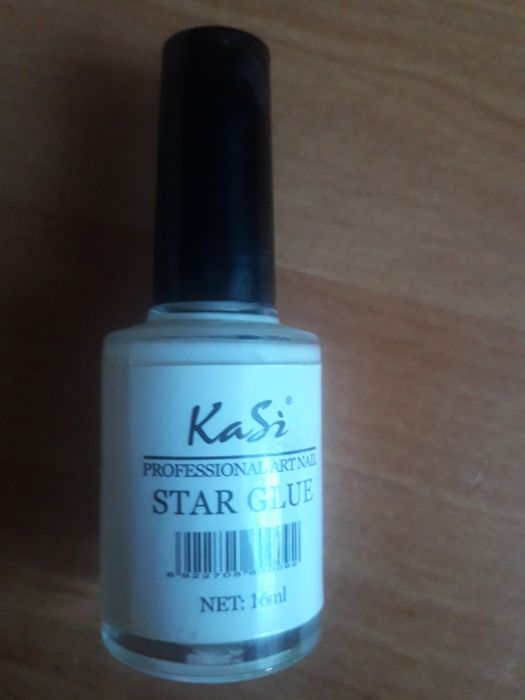 KaSi®
PROFESSIONAL ART NAIL
STAR GLUE
NET: 16ml